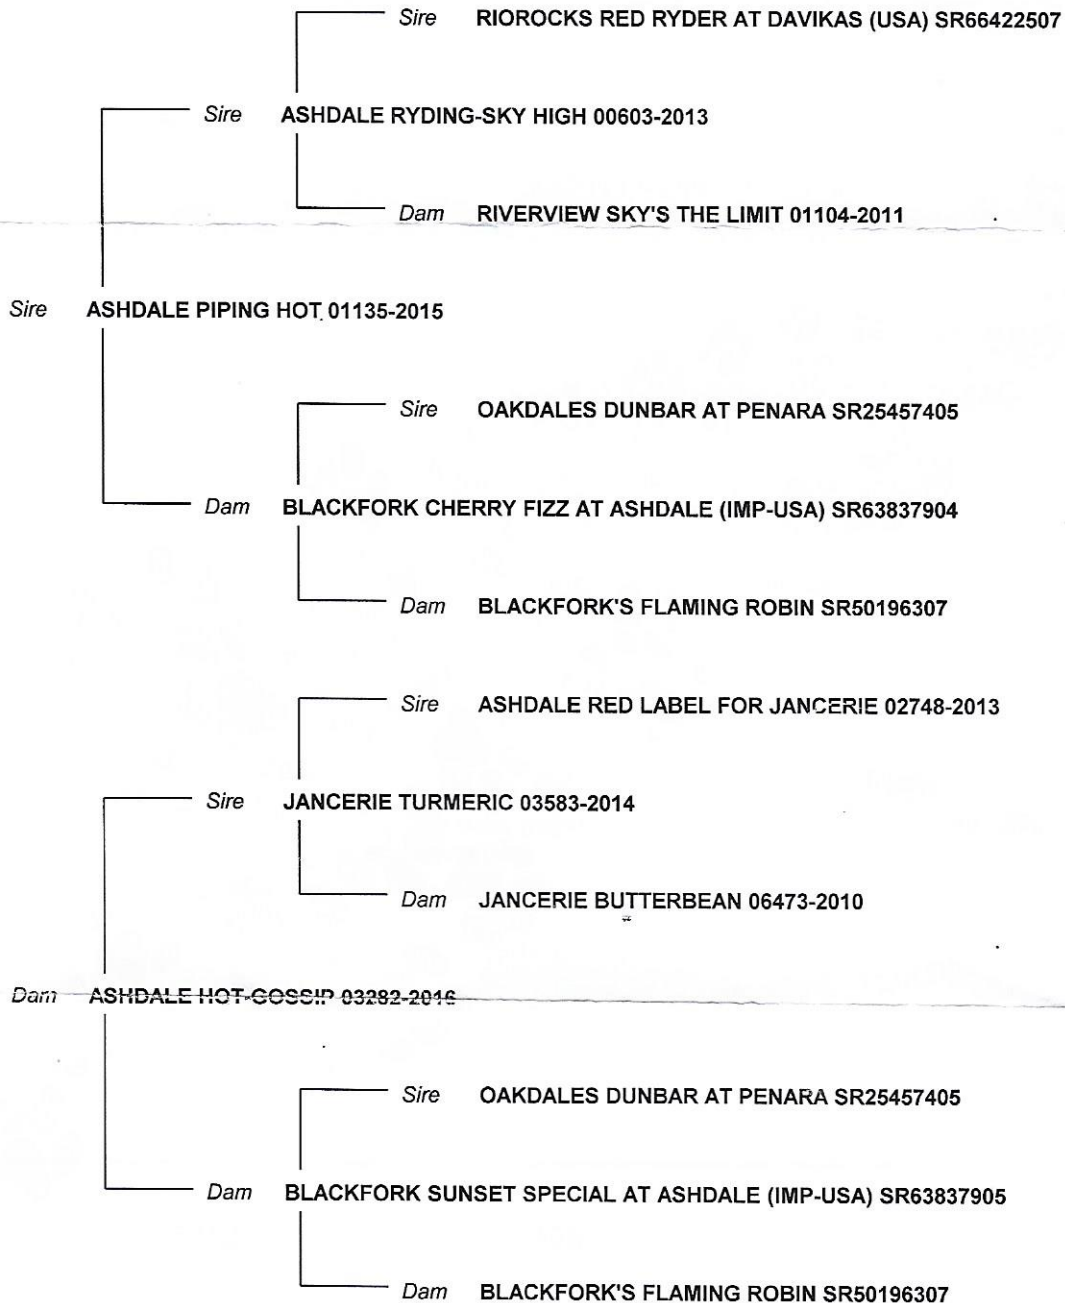 Sire RIOROCKS RED RYDER AT DAVIKAS (USA) SR66422507
Sire ASHDALE RYDING-SKY HIGH 00603-2013
Dam RIVERVIEW SKY'S THE LIMIT 01104-2011
Sire ASHDALE PIPING HOT 01135-2015
Sire OAKDALES DUNBAR AT PENARA SR25457405
Dam BLACKFORK CHERRY FIZZ AT ASHDALE (IMP-USA) SR63837904
Dam BLACKFORK'S FLAMING ROBIN SR50196307
Sire ASHDALE RED LABEL FOR JANCERIE 02748-2013
Sire JANCERIE TURMERIC 03583-2014
Dam JANCERIE BUTTERBEAN 06473-2010
Dam ASHDALE HOT-GOSSIP 03282-2016
Sire OAKDALES DUNBAR AT PENARA SR25457405
Dam BLACKFORK SUNSET SPECIAL AT ASHDALE (IMP-USA) SR63837905
Dam BLACKFORK'S FLAMING ROBIN SR50196307